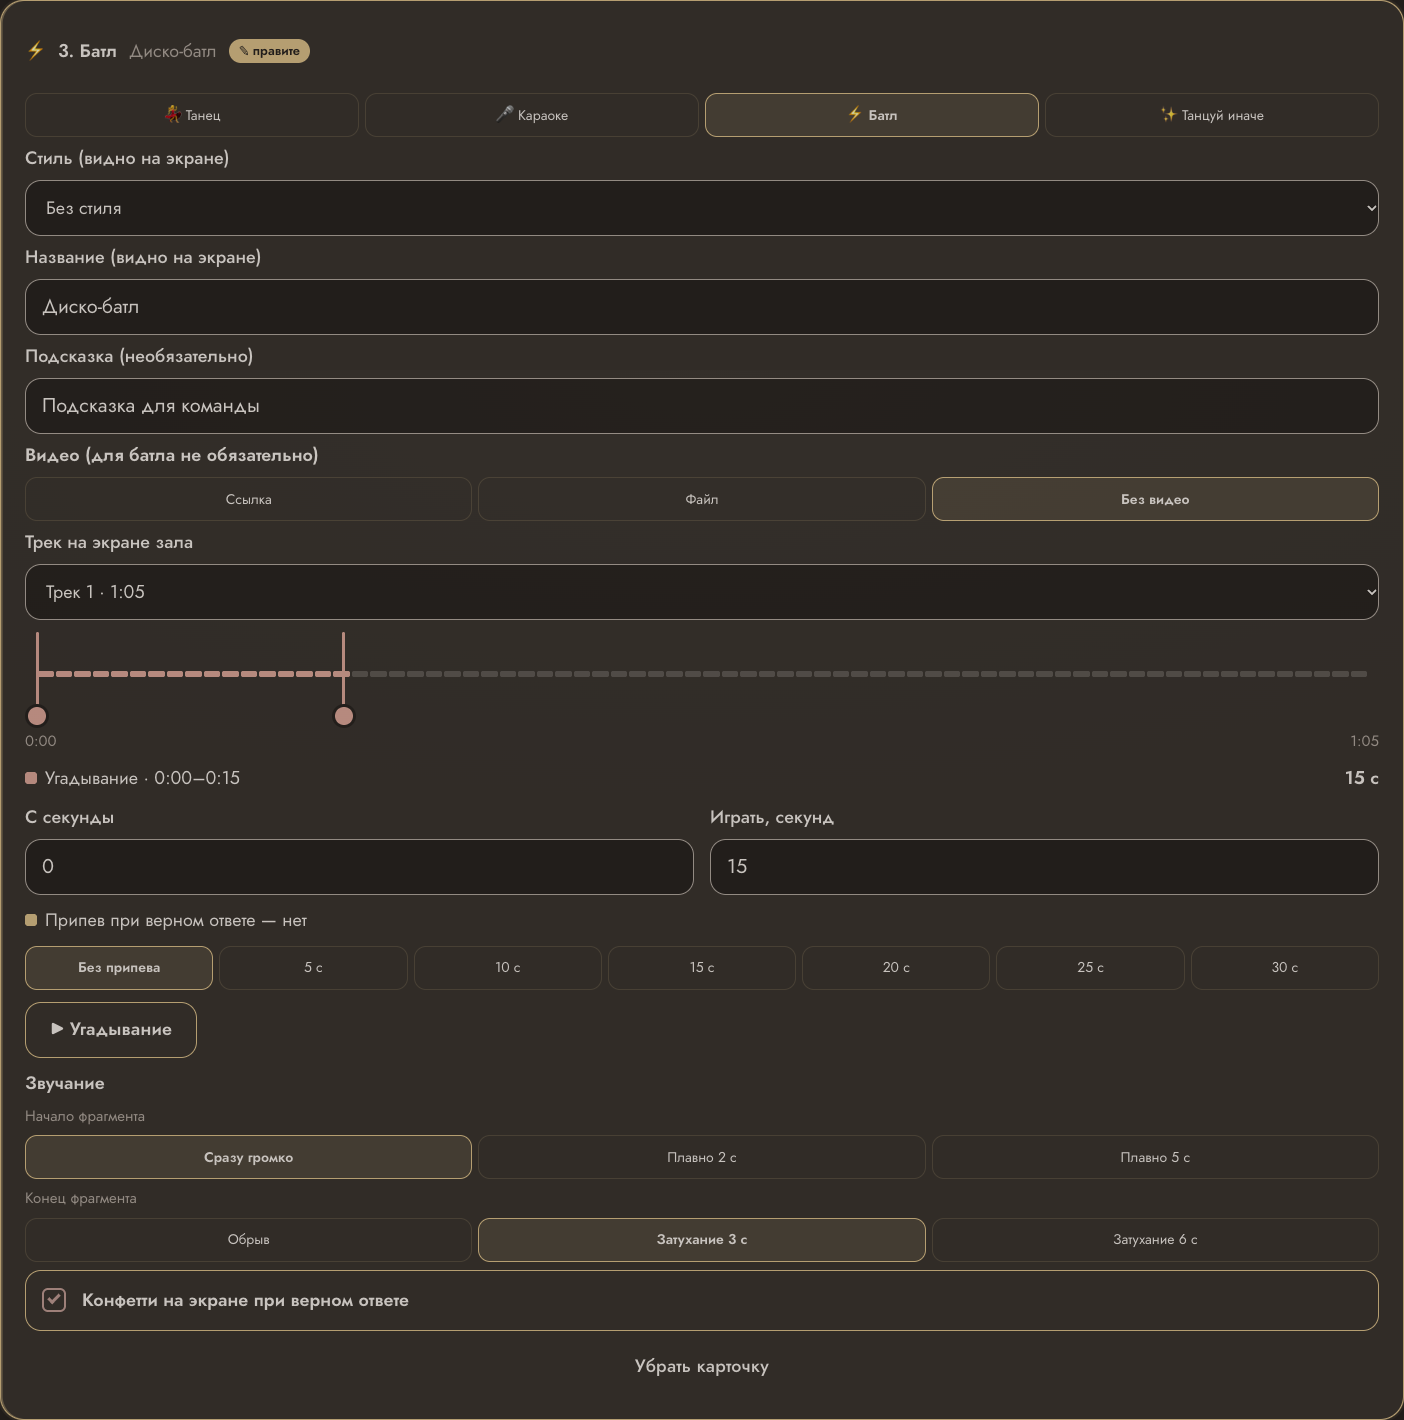 ⚡ 3. Батл Диско-батл ✎ правите
💃 Танец 🎤 Караоке ⚡ Батл ✨ Танцуй иначе
Стиль (видно на экране)
Без стиля
Название (видно на экране)
Диско-батл
Подсказка (необязательно)
Подсказка для команды
Видео (для батла не обязательно)
Ссылка Файл Без видео
Трек на экране зала
Трек 1 · 1:05
0:00 1:05
Угадывание · 0:00–0:15 15 с
С секунды Играть, секунд
0 15
Припев при верном ответе — нет
Без припева 5 с 10 с 15 с 20 с 25 с 30 с
▶ Угадывание
Звучание
Начало фрагмента
Сразу громко Плавно 2 с Плавно 5 с
Конец фрагмента
Обрыв Затухание 3 с Затухание 6 с
Конфетти на экране при верном ответе
Убрать карточку